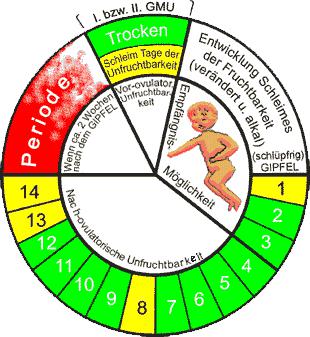 I. bzw. II. GMU
Trocken
Schleim Tage der
Unfruchtbarkeit
Vor-ovulator.
Unfruchtbar-
keit
Periode
Wenn ca. 2 Wochen
nach dem GIPFEL
Entwicklung Schleimes
der Fruchtbarkeit
(verändert u. alkal)
(schlüpfrig)
GIPFEL
Empfängnis-
Möglichkeit
Nach-ovulatorische Unfruchtbarkeit
1
2
3
4
5
6
7
8
9
10
11
12
13
14